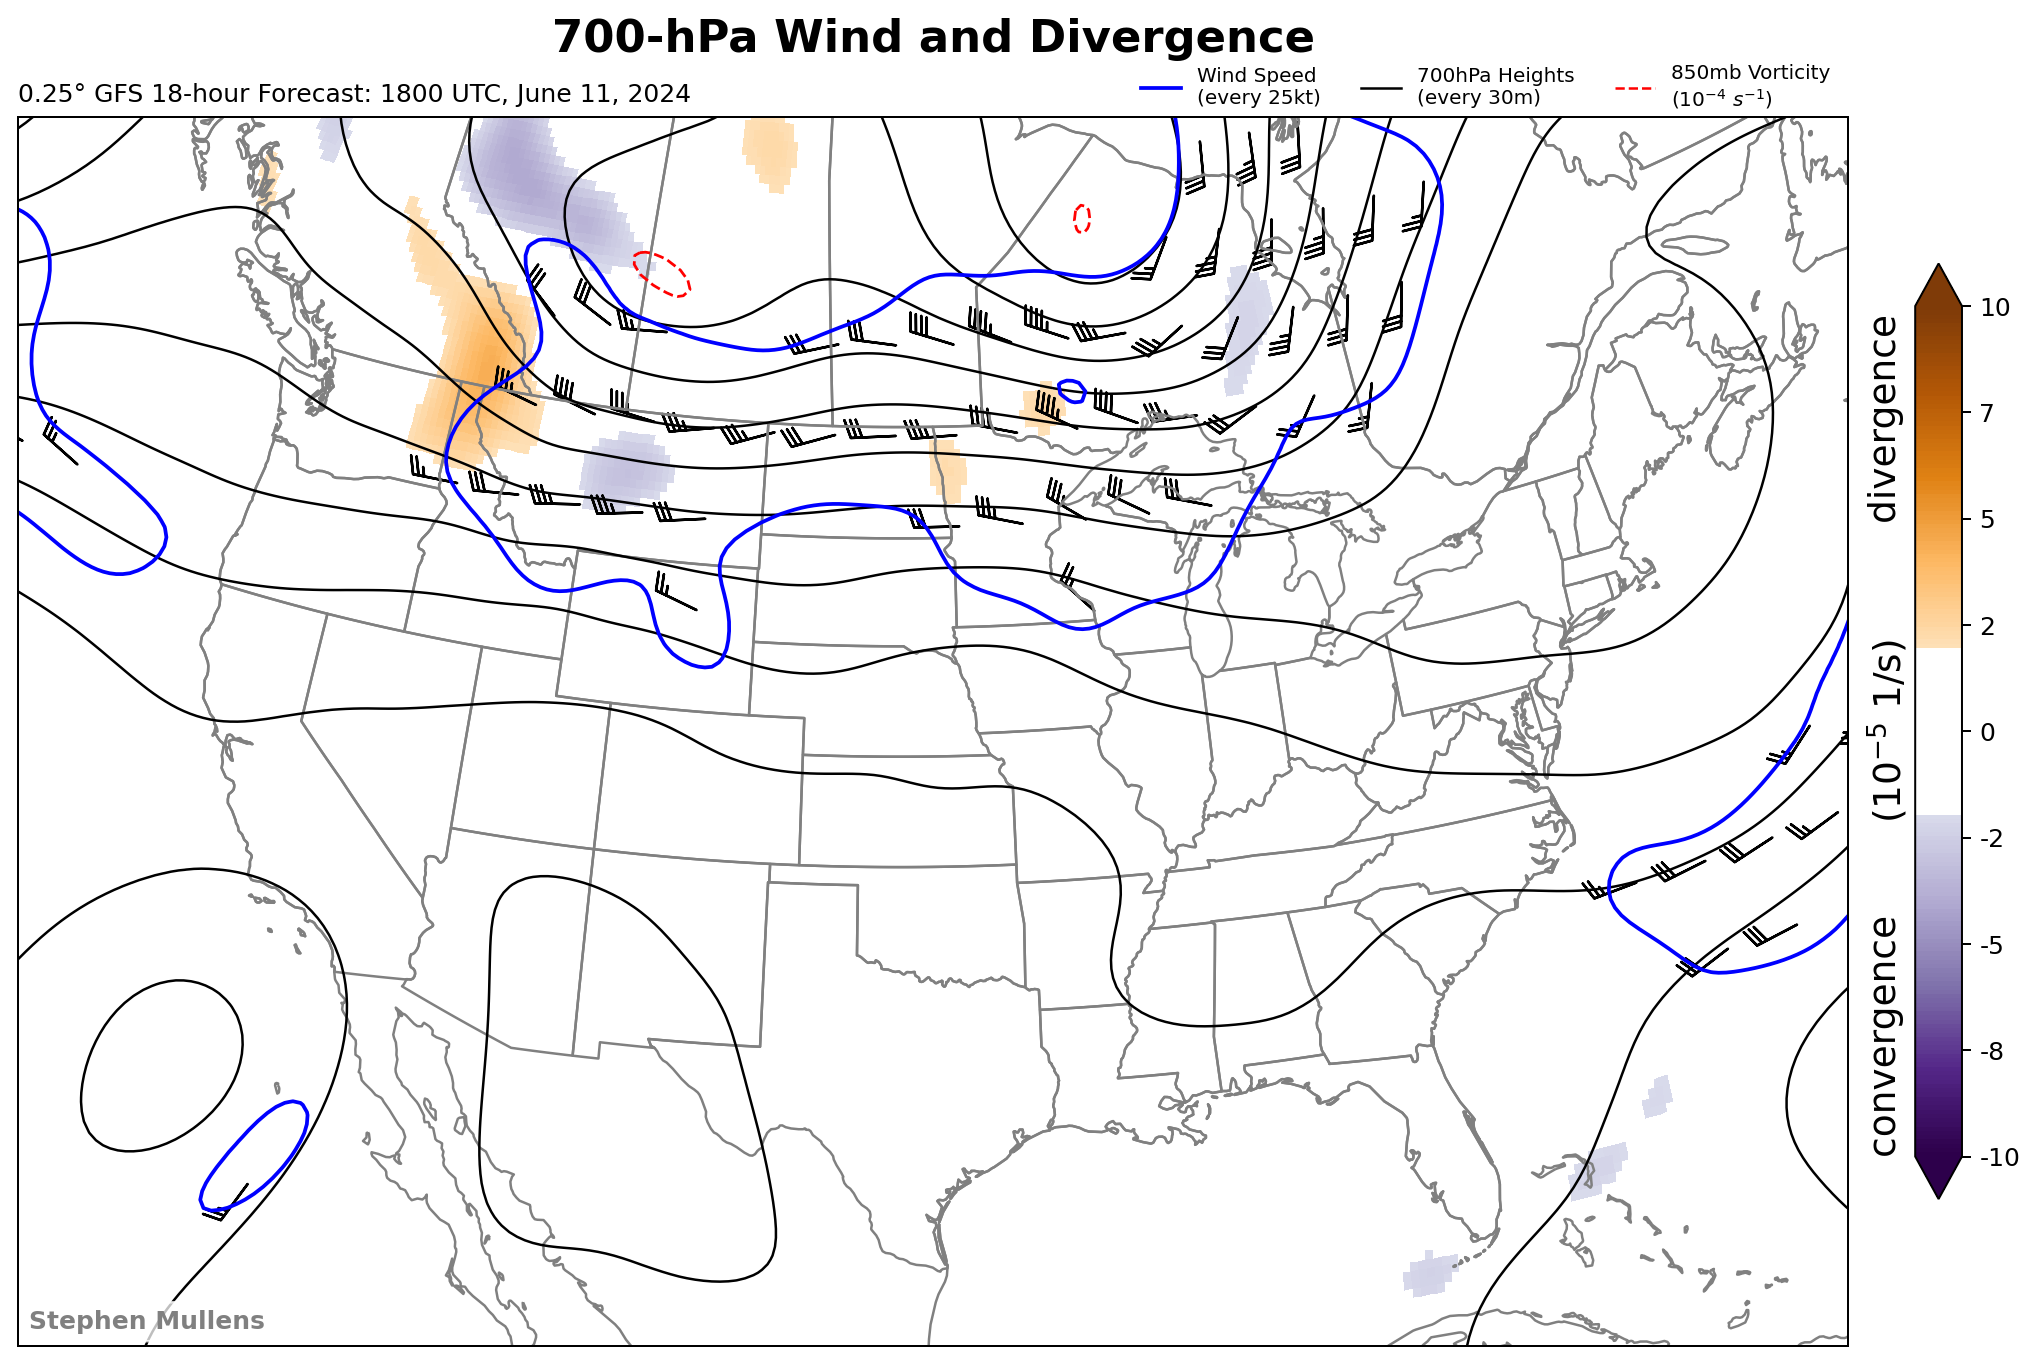 700-hPa Wind and Divergence
0.25° GFS 18-hour Forecast: 1800 UTC, June 11, 2024
Wind Speed
(every 25kt)
700hPa Heights
(every 30m)
850mb Vorticity
(10⁻⁴ s⁻¹)
10
7
5
2
0
-2
-5
-8
-10
convergence (10⁻⁵ 1/s) divergence
Stephen Mullens